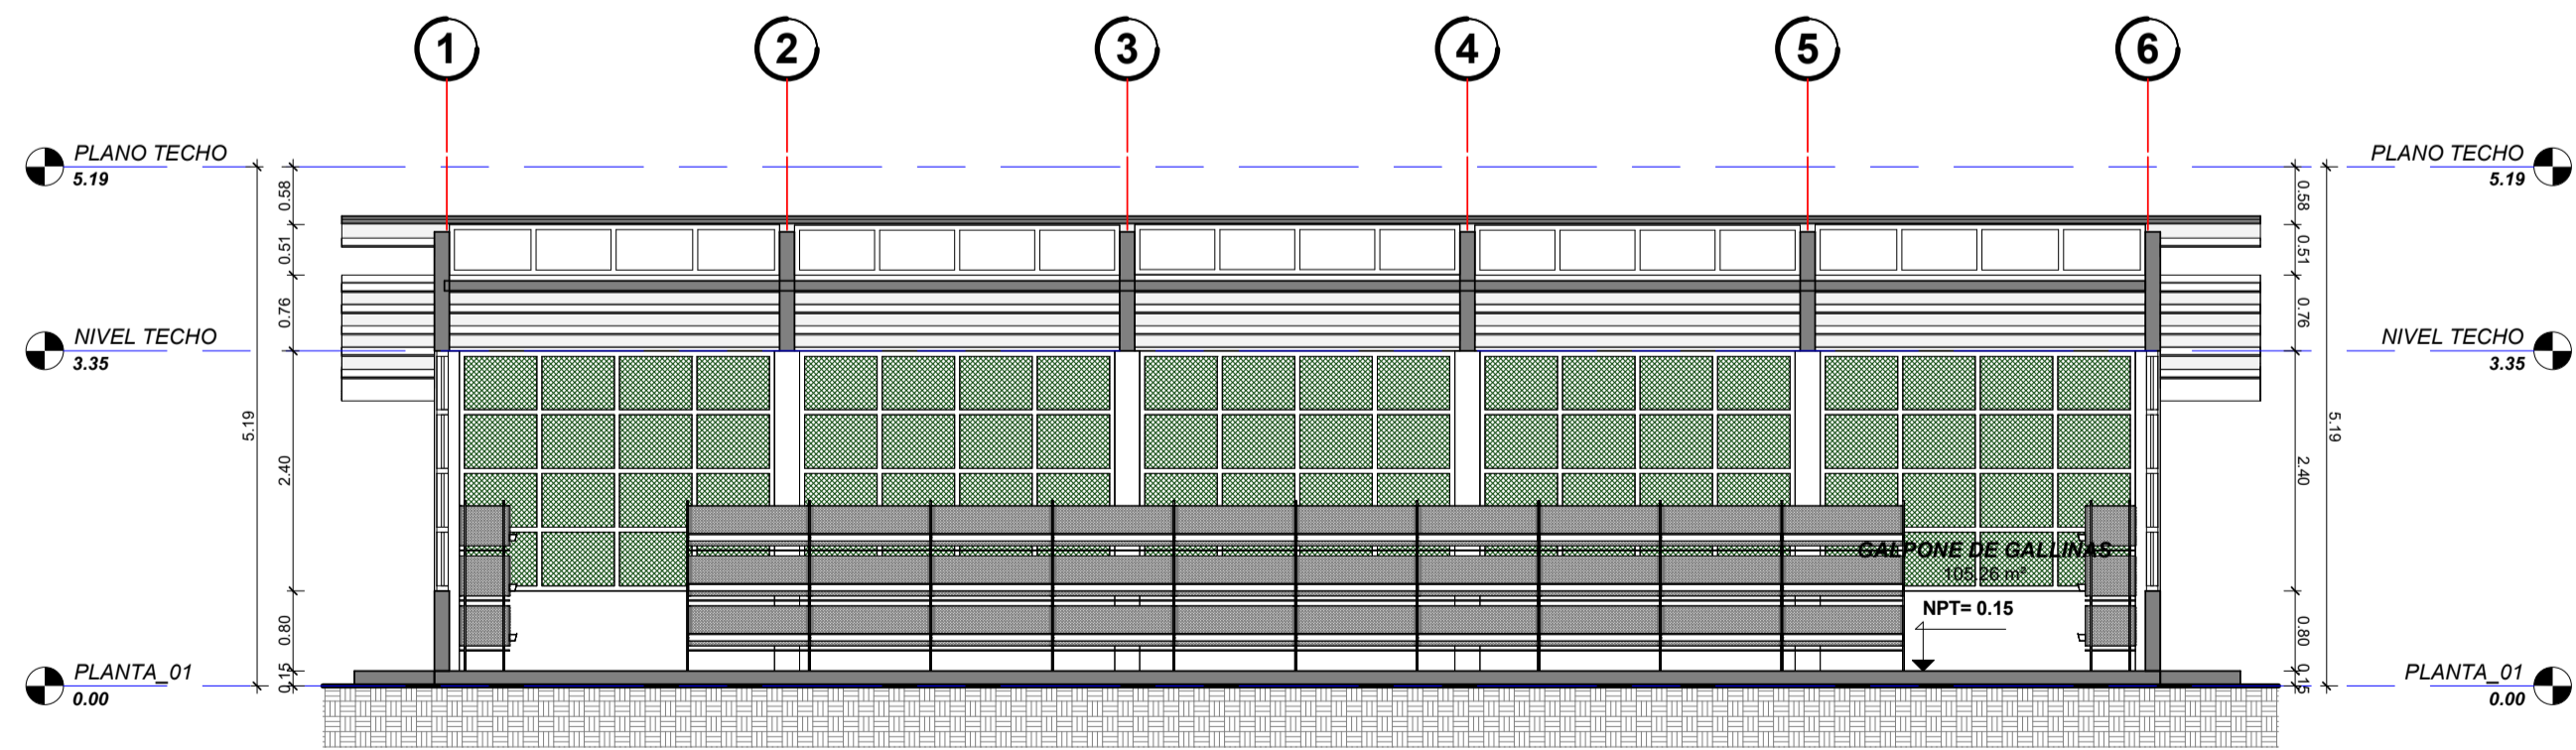 1 2 3 4 5 6
PLANO TECHO
5.19
PLANO TECHO
5.19
0.58
0.58
0.51
0.51
0.76
0.76
NIVEL TECHO
3.35
NIVEL TECHO
3.35
5.19
5.19
2.40
2.40
GALPONE DE GALLINAS
105.26 m²
NPT= 0.15
0.80
0.80
0.15
0.15
PLANTA_01
0.00
PLANTA_01
0.00